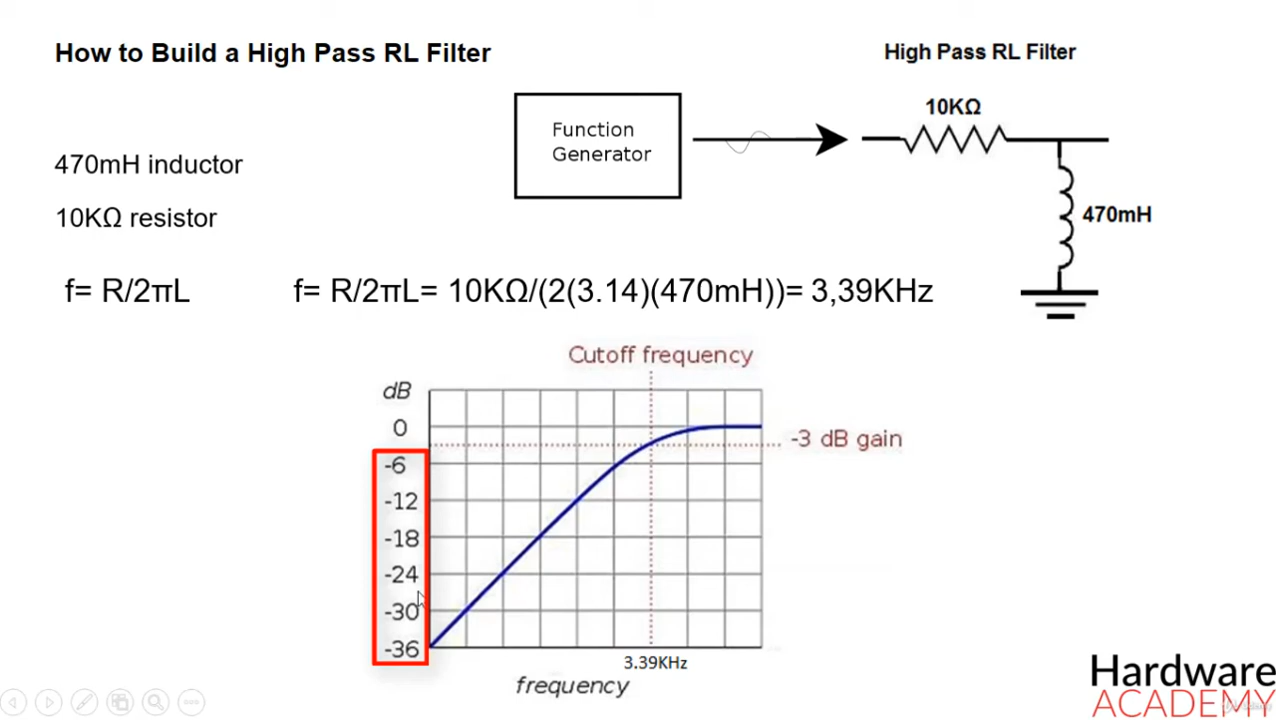 How to Build a High Pass RL Filter
High Pass RL Filter
10KΩ
Function
Generator
470mH inductor
470mH
10KΩ resistor
f= R/2πL
f= R/2πL= 10KΩ/(2(3.14)(470mH))= 3,39KHz
Cutoff frequency
dB
0
-3 dB gain
-6
-12
-18
-24
-30
-36
3.39KHz
frequency
Hardware
ACADEMY